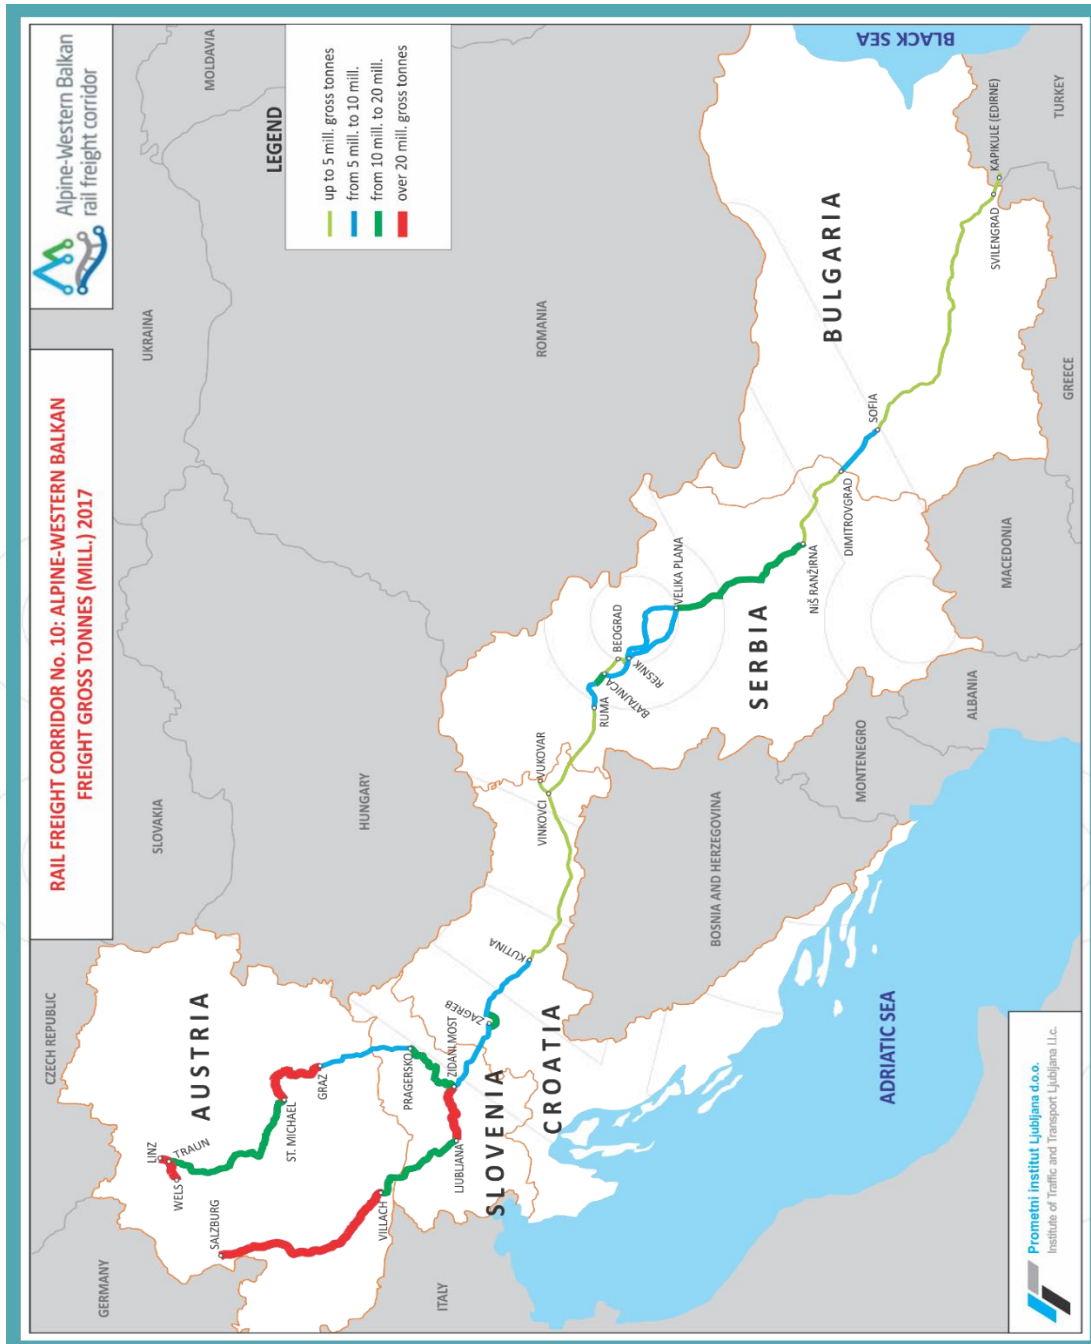 RAIL FREIGHT CORRIDOR No. 10: ALPINE-WESTERN BALKAN
FREIGHT GROSS TONNES (MILL.) 2017
Alpine-Western Balkan
rail freight corridor
LEGEND
up to 5 mill. gross tonnes
from 5 mill. to 10 mill.
from 10 mill. to 20 mill.
over 20 mill. gross tonnes
GERMANY
CZECH REPUBLIC
SLOVAKIA
UKRAINA
MOLDAVIA
HUNGARY
ROMANIA
AUSTRIA
LINZ
TRAUN
WELS
SALZBURG
ST. MICHAEL
GRAZ
VILLACH
ITALY
SLOVENIA
PRAGERSKO
ZIDANI MOST
LJUBLJANA
CROATIA
ZAGREB
KUTINA
VINKOVCI
VUKOVAR
BOSNIA AND HERZEGOVINA
SERBIA
RUMA
BATAJNICA
BEOGRAD
RESNIK
VELIKA PLANA
NiŠ RANŽIRNA
DIMITROVGRAD
MONTENEGRO
ALBANIA
MACEDONIA
BULGARIA
SOFIA
SVILENGRAD
KAPIKULE (EDIRNE)
GREECE
TURKEY
BLACK SEA
ADRIATIC SEA
Prometni institut Ljubljana d.o.o.
Institute of Traffic and Transport Ljubljana l.l.c.